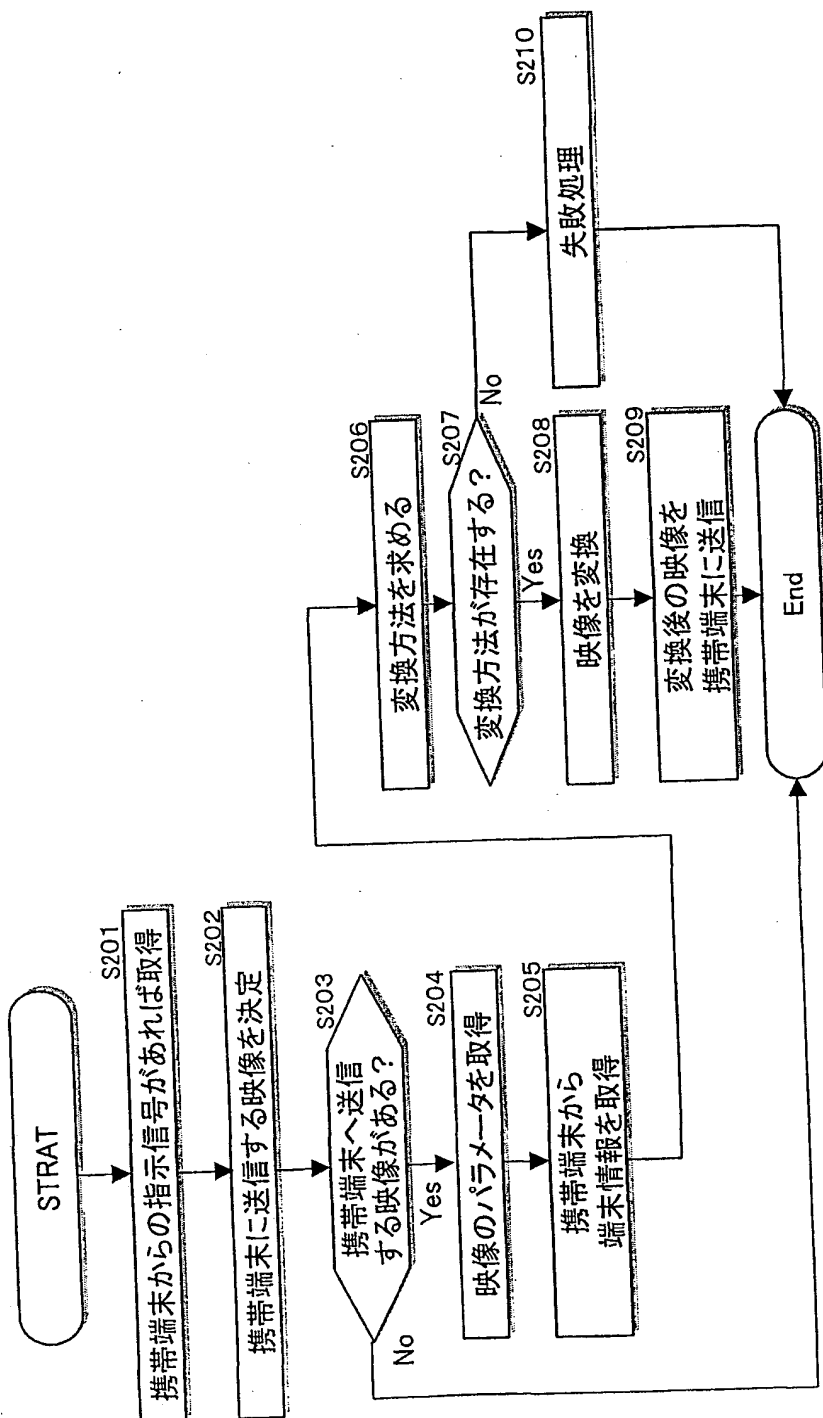 STRAT
S201
携帯端末からの指示信号があれば取得
S202
携帯端末に送信する映像を決定
S203
携帯端末へ送信
する映像がある？
No
Yes
S204
映像のパラメータを取得
S205
携帯端末から
端末情報を取得
S206
変換方法を求める
S207
変換方法が存在する？
No
Yes
S208
映像を変換
S209
変換後の映像を
携帯端末に送信
S210
失敗処理
End